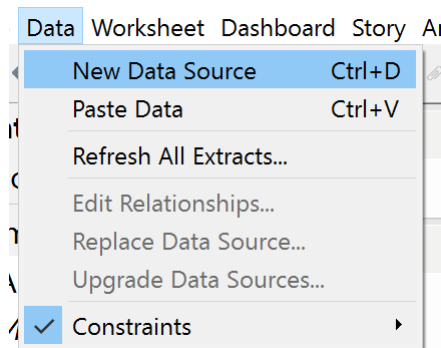 Data Worksheet Dashboard Story
New Data Source Ctrl+D
Paste Data Ctrl+V
Refresh All Extracts...
Edit Relationships...
Replace Data Source...
Upgrade Data Sources...
Constraints